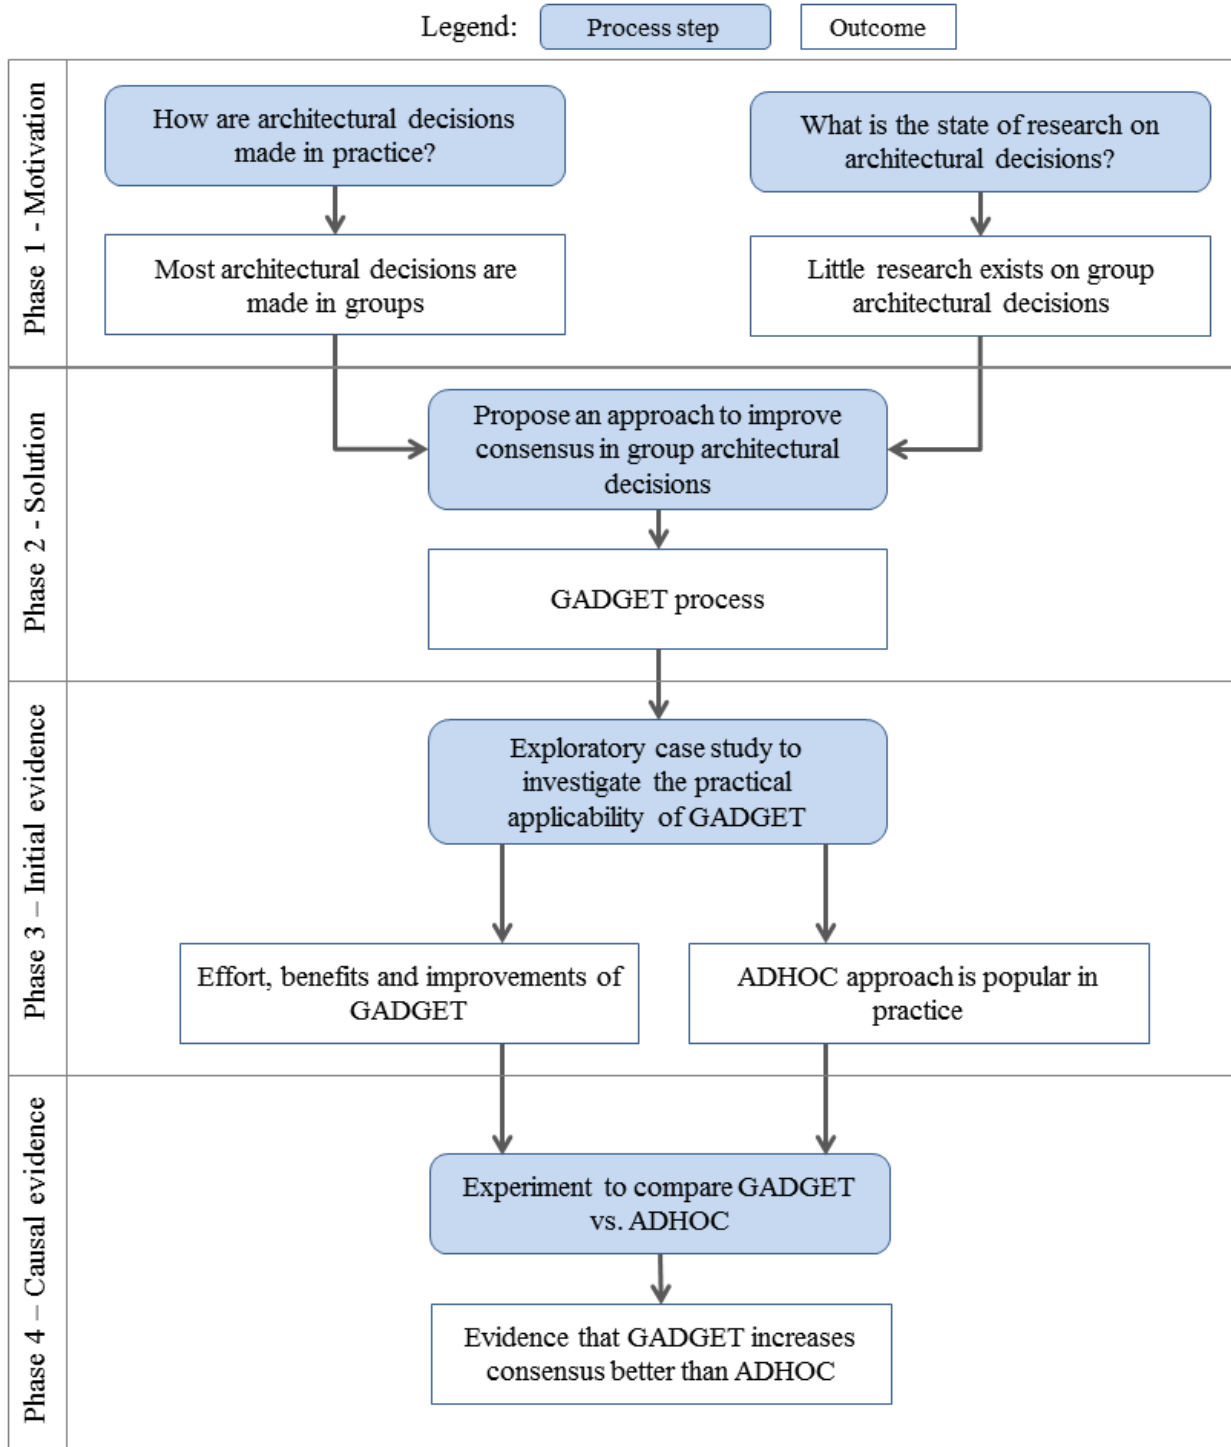 Legend:
Process step
Outcome
Phase 1 - Motivation
How are architectural decisions
made in practice?
What is the state of research on
architectural decisions?
Most architectural decisions are
made in groups
Little research exists on group
architectural decisions
Phase 2 - Solution
Propose an approach to improve
consensus in group architectural
decisions
GADGET process
Phase 3 – Initial evidence
Exploratory case study to
investigate the practical
applicability of GADGET
Effort, benefits and improvements of
GADGET
ADHOC approach is popular in
practice
Phase 4 – Causal evidence
Experiment to compare GADGET
vs. ADHOC
Evidence that GADGET increases
consensus better than ADHOC